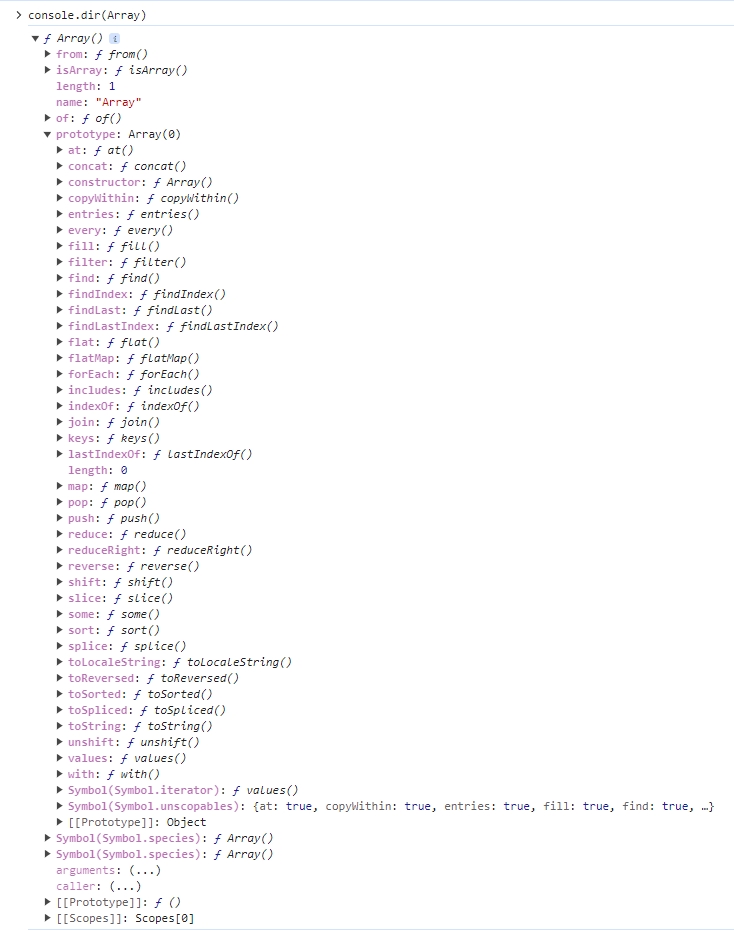 > console.dir(Array)
▼ ƒ Array() i
▶ from: ƒ from()
▶ isArray: ƒ isArray()
length: 1
name: "Array"
▶ of: ƒ of()
▼ prototype: Array(0)
▶ at: ƒ at()
▶ concat: ƒ concat()
▶ constructor: ƒ Array()
▶ copyWithin: ƒ copyWithin()
▶ entries: ƒ entries()
▶ every: ƒ every()
▶ fill: ƒ fill()
▶ filter: ƒ filter()
▶ find: ƒ find()
▶ findIndex: ƒ findIndex()
▶ findLast: ƒ findLast()
▶ findLastIndex: ƒ findLastIndex()
▶ flat: ƒ flat()
▶ flatMap: ƒ flatMap()
▶ forEach: ƒ forEach()
▶ includes: ƒ includes()
▶ indexOf: ƒ indexOf()
▶ join: ƒ join()
▶ keys: ƒ keys()
▶ lastIndexOf: ƒ lastIndexOf()
length: 0
▶ map: ƒ map()
▶ pop: ƒ pop()
▶ push: ƒ push()
▶ reduce: ƒ reduce()
▶ reduceRight: ƒ reduceRight()
▶ reverse: ƒ reverse()
▶ shift: ƒ shift()
▶ slice: ƒ slice()
▶ some: ƒ some()
▶ sort: ƒ sort()
▶ splice: ƒ splice()
▶ toLocaleString: ƒ toLocaleString()
▶ toReversed: ƒ toReversed()
▶ toSorted: ƒ toSorted()
▶ toSpliced: ƒ toSpliced()
▶ toString: ƒ toString()
▶ unshift: ƒ unshift()
▶ values: ƒ values()
▶ with: ƒ with()
▶ Symbol(Symbol.iterator): ƒ values()
▶ Symbol(Symbol.unscopables): {at: true, copyWithin: true, entries: true, fill: true, find: true, …}
▶ [[Prototype]]: Object
▶ Symbol(Symbol.species): ƒ Array()
▶ Symbol(Symbol.species): ƒ Array()
arguments: (...)
caller: (...)
▶ [[Prototype]]: ƒ ()
▶ [[Scopes]]: Scopes[0]